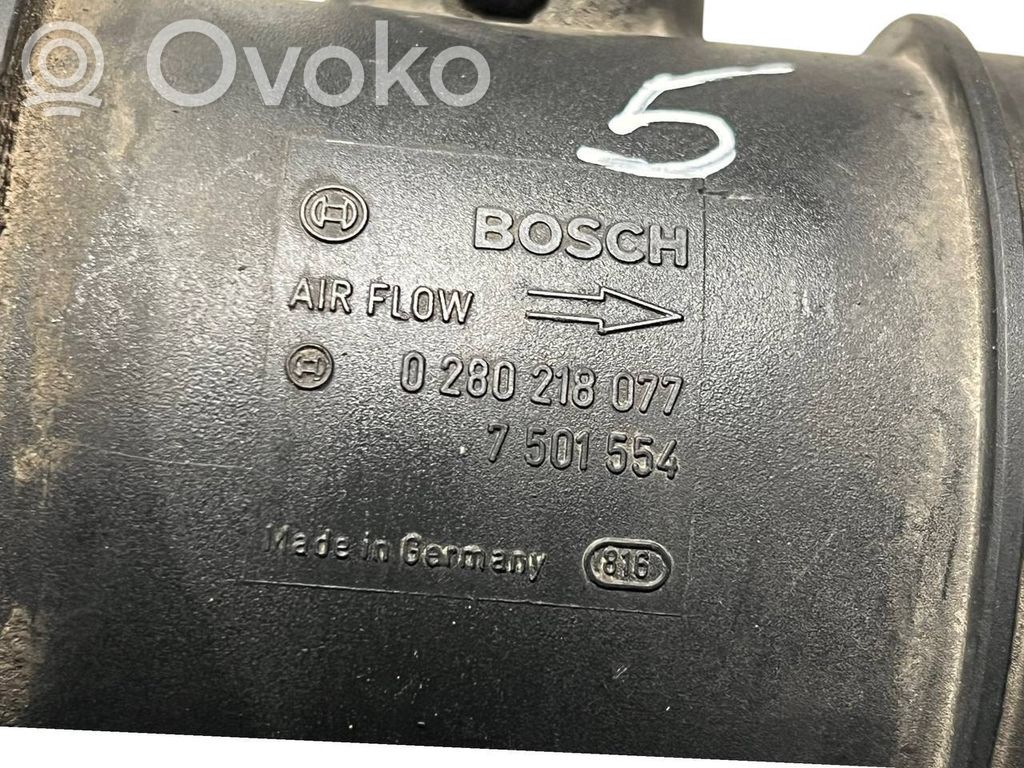 Ovoko
5
BOSCH
AIR FLOW
0 280 218 077
7 501 554
Made in Germany 816